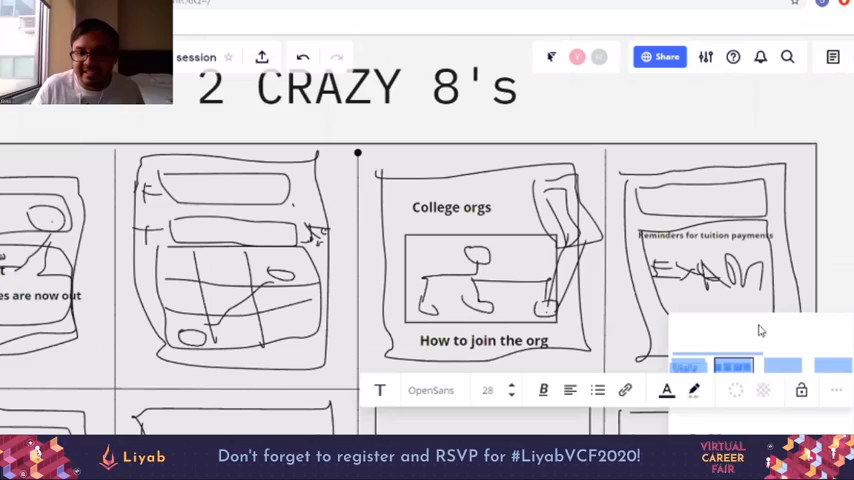 session
Share
2 CRAZY 8's
College orgs
How to join the org
Reminders for tuition payments
es are now out
OpenSans
28
Liyab
Don't forget to register and RSVP for #LiyabVCF2020!
VIRTUAL
CAREER
FAIR